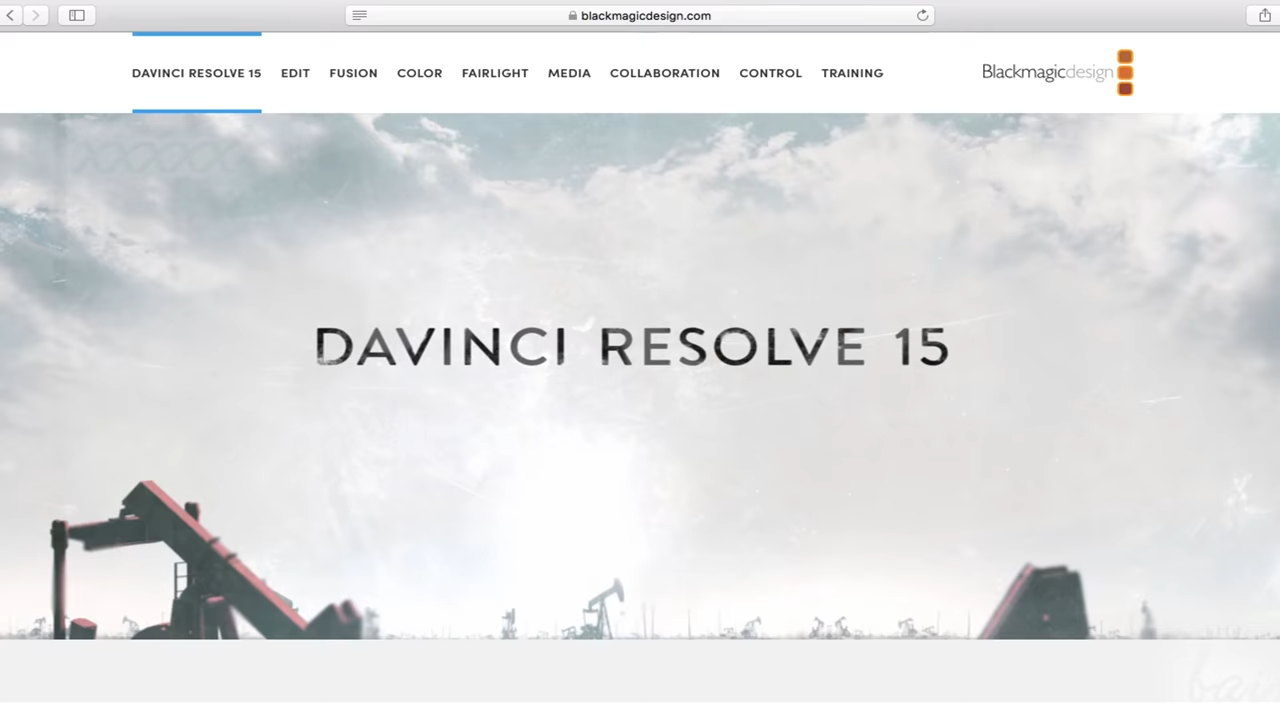 blackmagicdesign.com
DAVINCI RESOLVE 15 EDIT FUSION COLOR FAIRLIGHT MEDIA COLLABORATION CONTROL TRAINING
Blackmagicdesign
DAVINCI RESOLVE 15